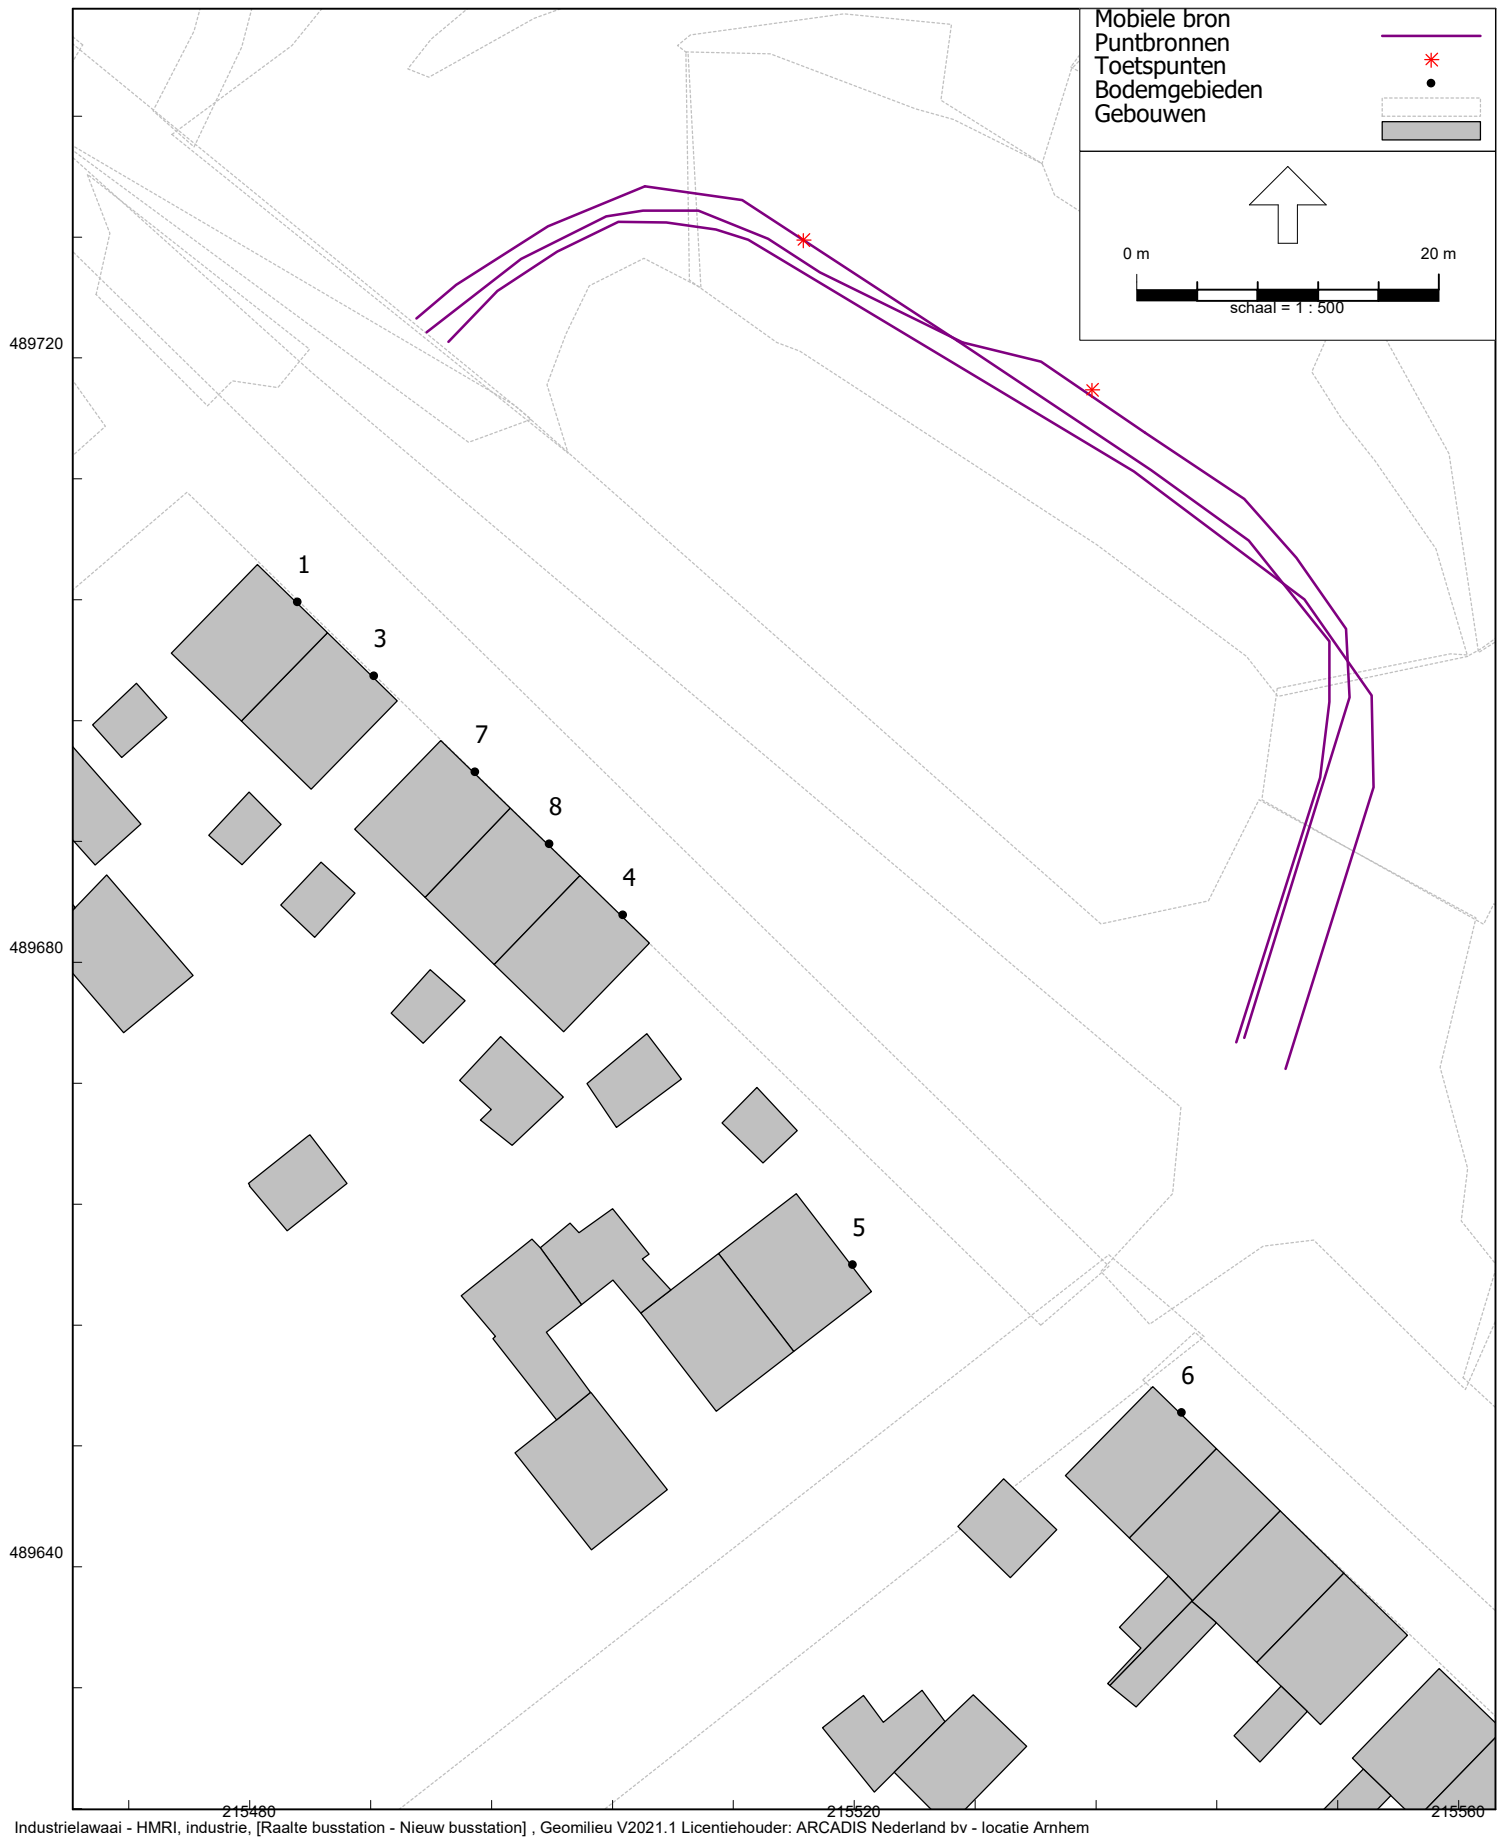 Mobiele bron
Puntbronnen
Toetspunten
Bodemgebieden
Gebouwen
0 m 20 m
schaal = 1 : 500
489720
1
3
7
8
4
489680
5
6
489640
215480 215520 215560
Industrielawaai - HMRI, industrie, [Raalte busstation - Nieuw busstation] , Geomilieu V2021.1 Licentiehouder: ARCADIS Nederland bv - locatie Arnhem